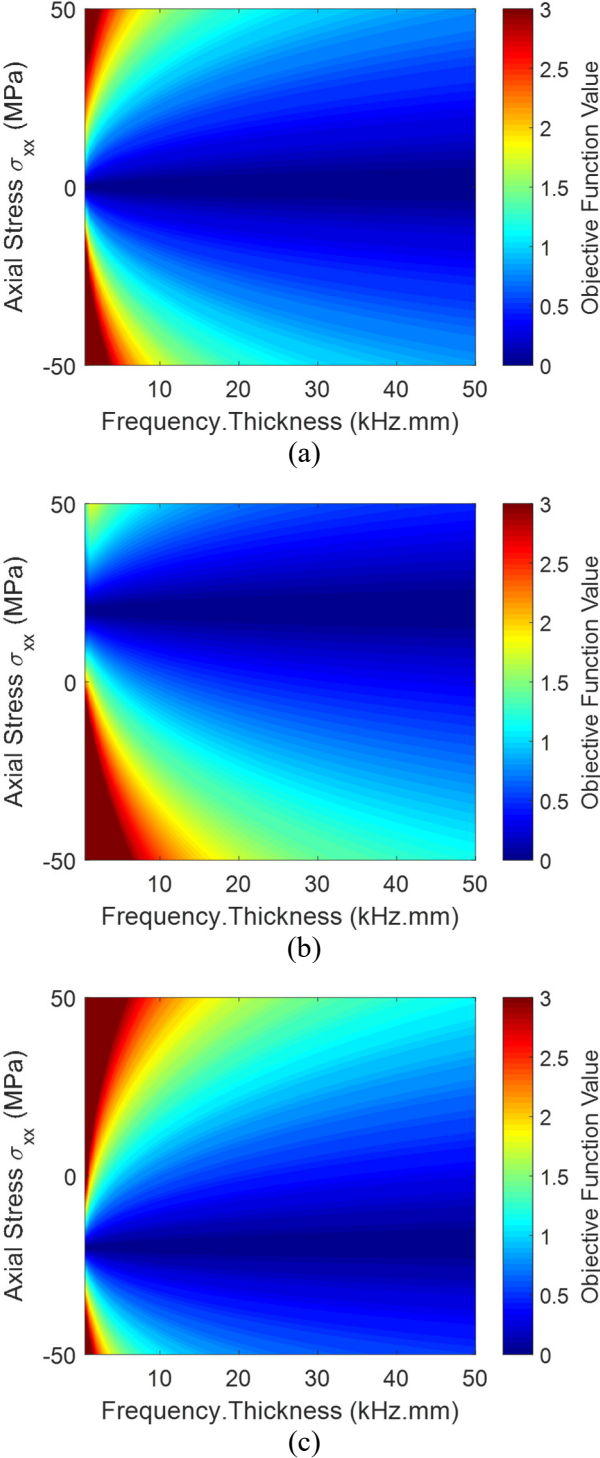 50
0
-50
Axial Stress σxx (MPa)
10 20 30 40 50
Frequency.Thickness (kHz.mm)
3
2.5
2
1.5
1
0.5
0
Objective Function Value
(a)
50
0
-50
Axial Stress σxx (MPa)
10 20 30 40 50
Frequency.Thickness (kHz.mm)
3
2.5
2
1.5
1
0.5
0
Objective Function Value
(b)
50
0
-50
Axial Stress σxx (MPa)
10 20 30 40 50
Frequency.Thickness (kHz.mm)
3
2.5
2
1.5
1
0.5
0
Objective Function Value
(c)